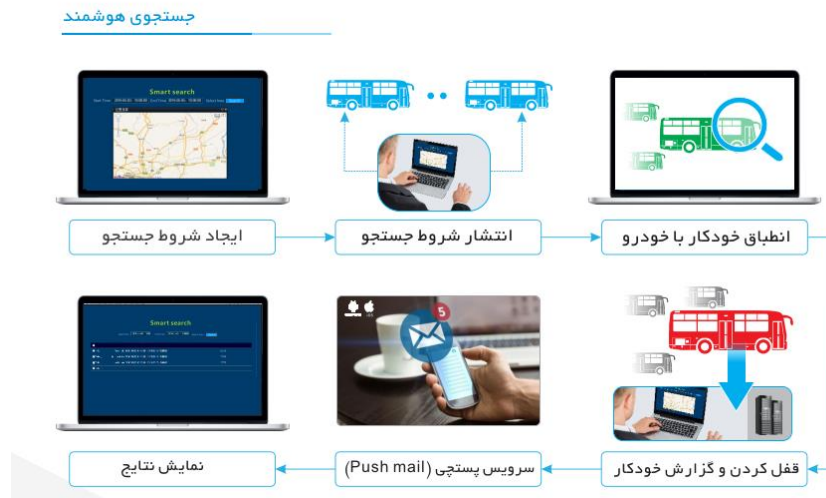 جستجوی هوشمند
Smart search
ایجاد شروط جستجو
انتشار شروط جستجو
انطباق خودکار با خودرو
قفل کردن و گزارش خودکار
5
سرویس پستچی (Push mail)
Smart search
نمایش نتایج